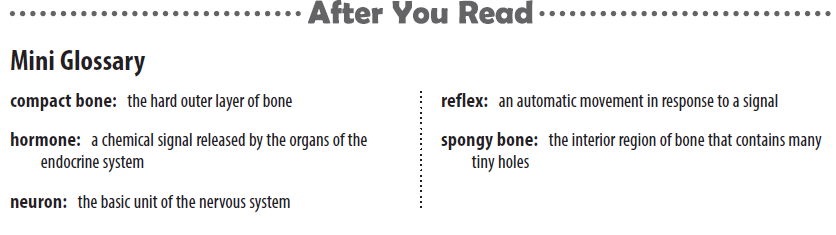 After You Read
Mini Glossary
compact bone: the hard outer layer of bone
hormone: a chemical signal released by the organs of the
endocrine system
neuron: the basic unit of the nervous system
reflex: an automatic movement in response to a signal
spongy bone: the interior region of bone that contains many
tiny holes